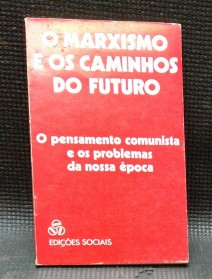 O MARXISMO
E OS CAMINHOS
DO FUTURO
O pensamento comunista
e os problemas
da nossa época
EDIÇÕES SOCIAIS